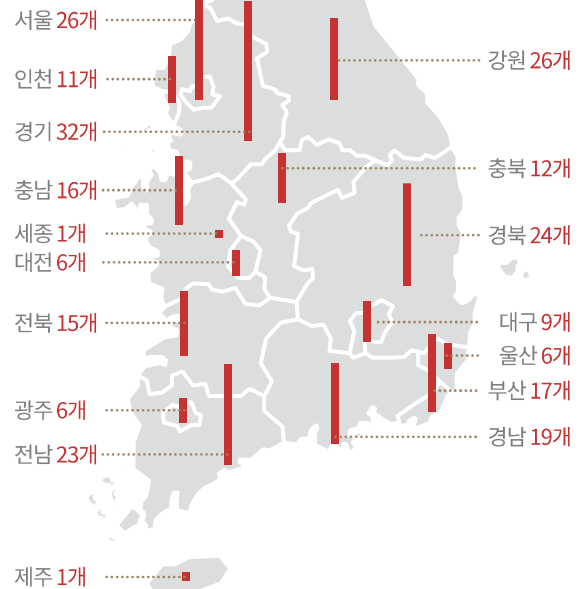 서울 26개
인천 11개
경기 32개
충남 16개
세종 1개
대전 6개
전북 15개
광주 6개
전남 23개
제주 1개
강원 26개
충북 12개
경북 24개
대구 9개
울산 6개
부산 17개
경남 19개